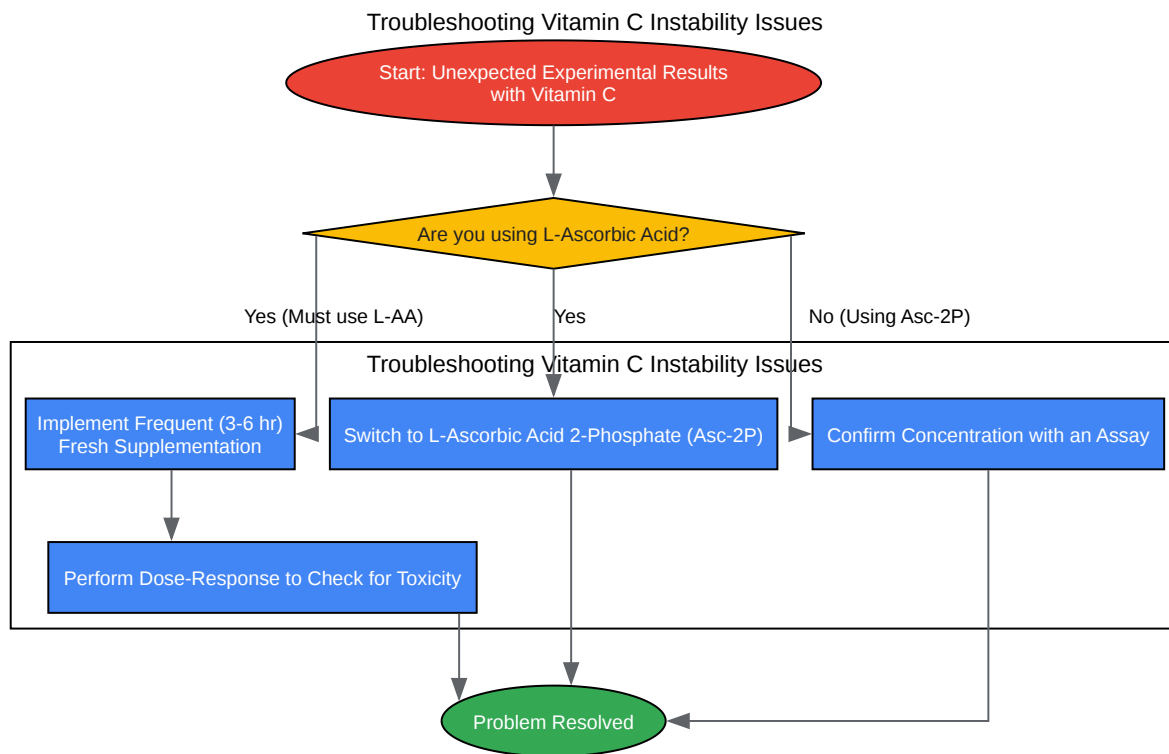 Troubleshooting Vitamin C Instability Issues
Start: Unexpected Experimental Results
with Vitamin C
Are you using L-Ascorbic Acid?
Yes (Must use L-AA)
Yes
No (Using Asc-2P)
Troubleshooting Vitamin C Instability Issues
Implement Frequent (3-6 hr)
Fresh Supplementation
Switch to L-Ascorbic Acid 2-Phosphate (Asc-2P)
Confirm Concentration with an Assay
Perform Dose-Response to Check for Toxicity
Problem Resolved